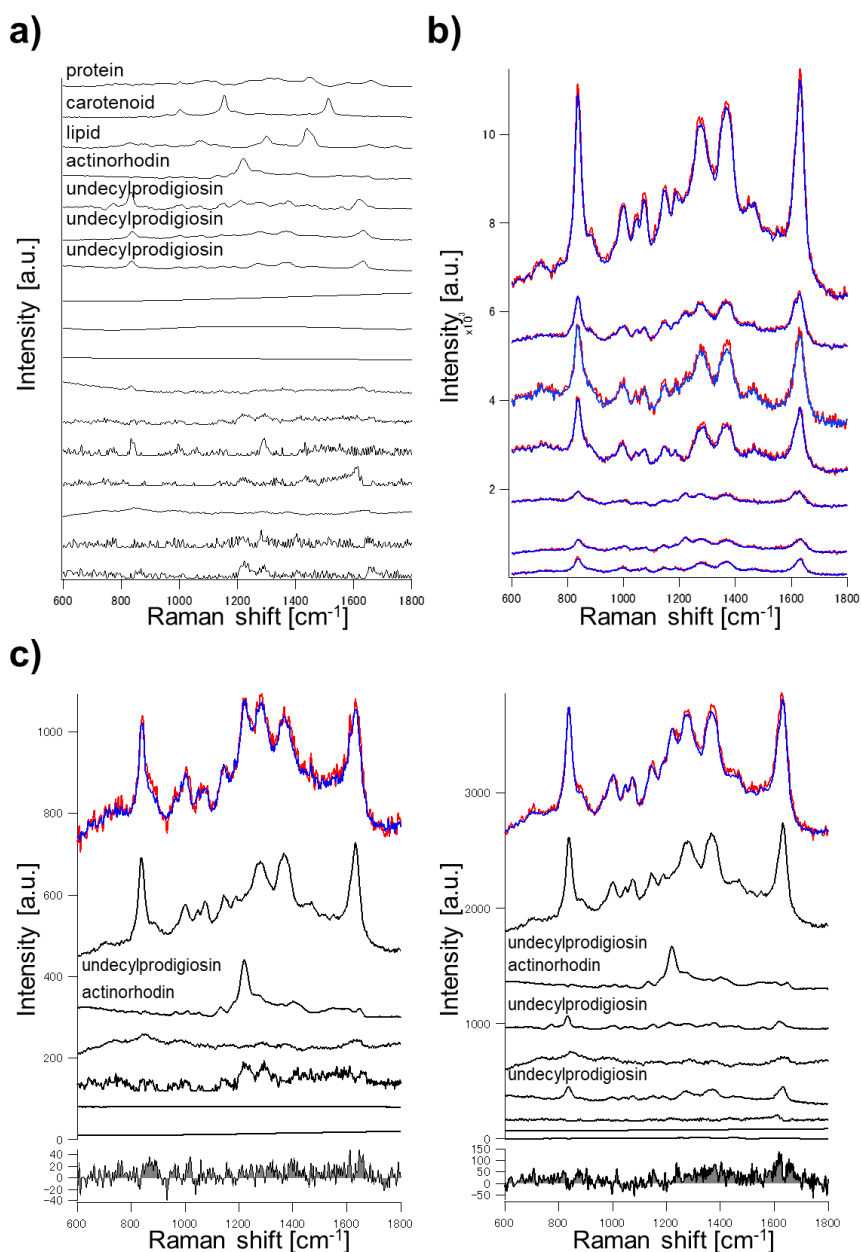 a)
protein
carotenoid
lipid
actinorhodin
undecylprodigiosin
undecylprodigiosin
undecylprodigiosin
Intensity [a.u.]
600 800 1000 1200 1400 1600 1800
Raman shift [cm-1]
b)
10
8
6
4
2
Intensity [a.u.]
x10³
600 800 1000 1200 1400 1600 1800
Raman shift [cm-1]
c)
1000
800
600
400
200
0
undecylprodigiosin
actinorhodin
Intensity [a.u.]
40
20
0
-20
-40
600 800 1000 1200 1400 1600 1800
Raman shift [cm-1]
3000
2000
1000
0
undecylprodigiosin
actinorhodin
undecylprodigiosin
undecylprodigiosin
Intensity [a.u.]
150
100
50
0
-50
600 800 1000 1200 1400 1600 1800
Raman shift [cm-1]